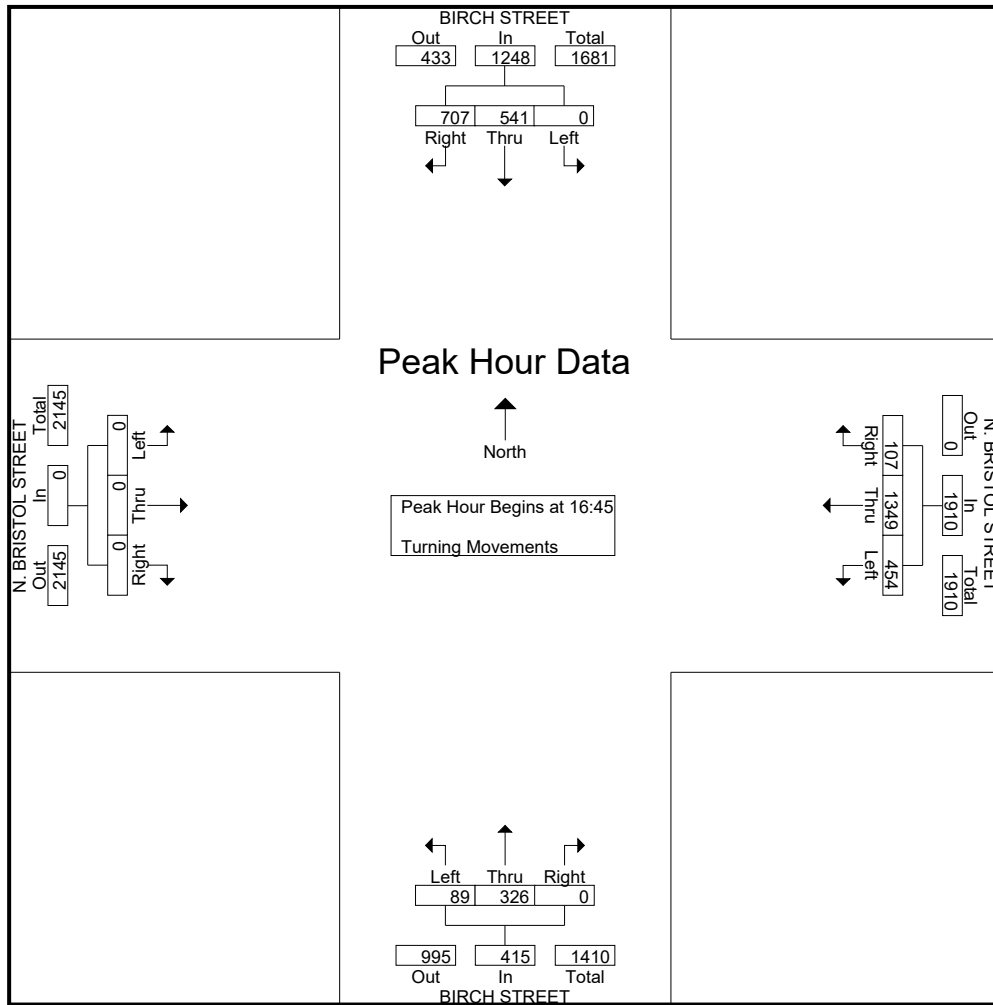 BIRCH STREET
Out In Total
433 1248 1681
707 541 0
Right Thru Left
Peak Hour Data
North
Peak Hour Begins at 16:45
Turning Movements
N. BRISTOL STREET
Total In Out
2145 0 2145
0 0 0
Left Thru Right
N. BRISTOL STREET
Out In Total
0 1910 1910
107 1349 454
Right Thru Left
Left Thru Right
89 326 0
995 415 1410
Out In Total
BIRCH STREET